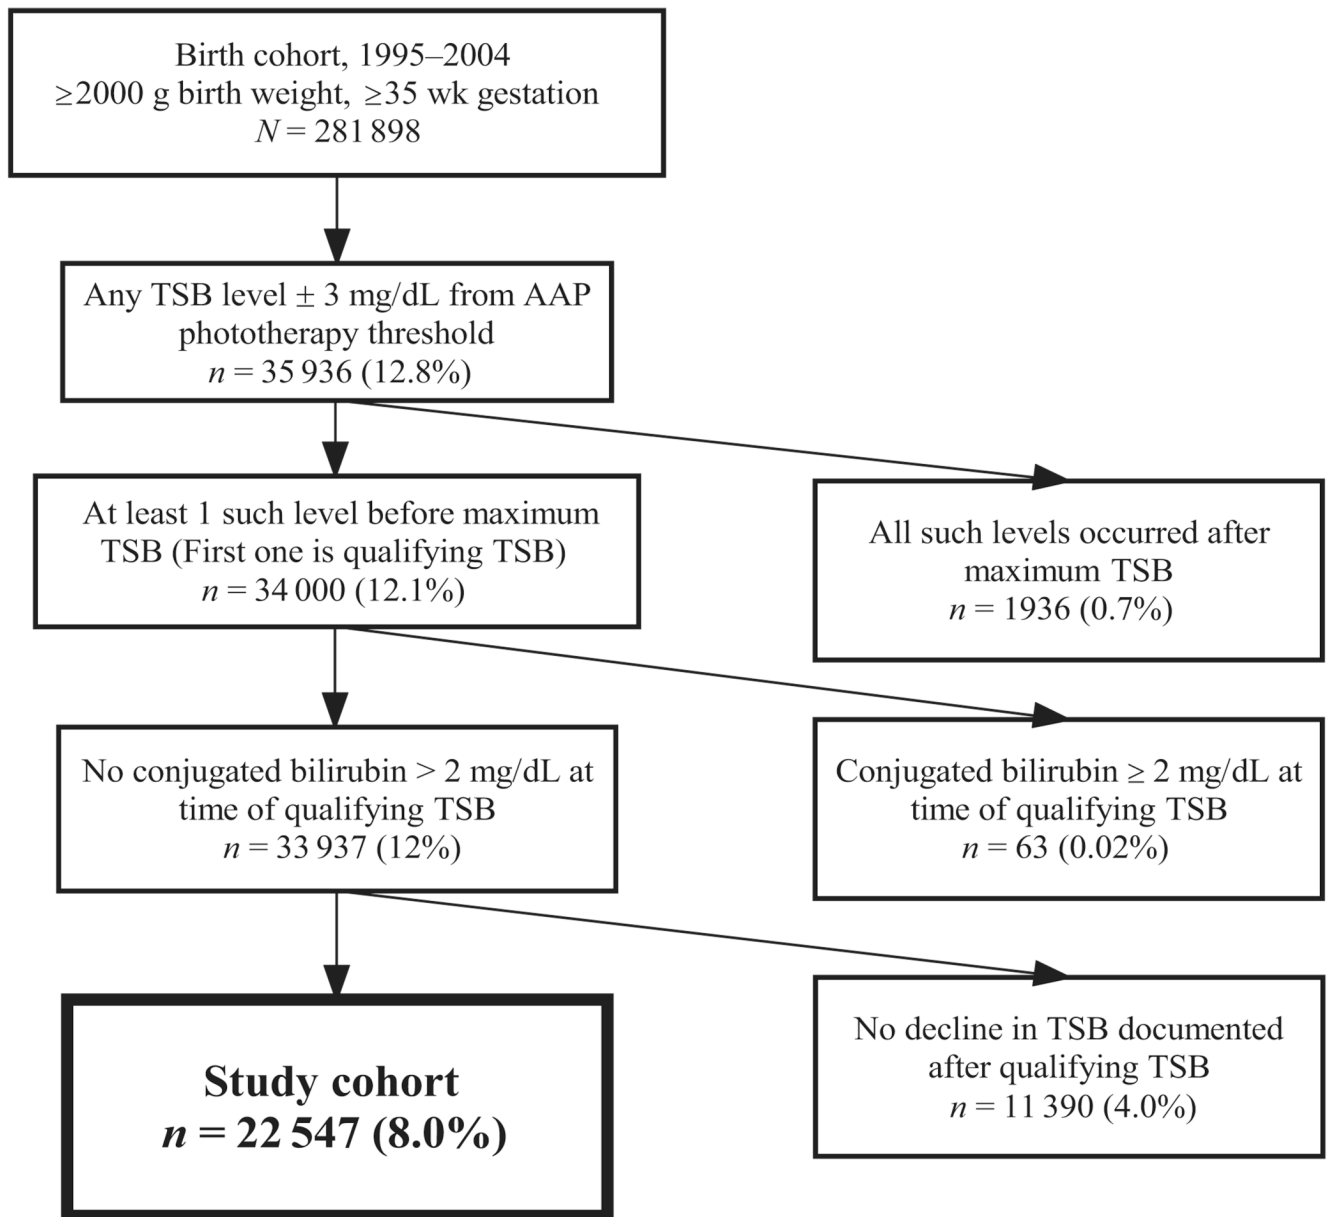 Birth cohort, 1995–2004
≥2000 g birth weight, ≥35 wk gestation
N = 281 898
Any TSB level ± 3 mg/dL from AAP
phototherapy threshold
n = 35 936 (12.8%)
At least 1 such level before maximum
TSB (First one is qualifying TSB)
n = 34 000 (12.1%)
All such levels occurred after
maximum TSB
n = 1936 (0.7%)
No conjugated bilirubin > 2 mg/dL at
time of qualifying TSB
n = 33 937 (12%)
Conjugated bilirubin ≥ 2 mg/dL at
time of qualifying TSB
n = 63 (0.02%)
Study cohort
n = 22 547 (8.0%)
No decline in TSB documented
after qualifying TSB
n = 11 390 (4.0%)